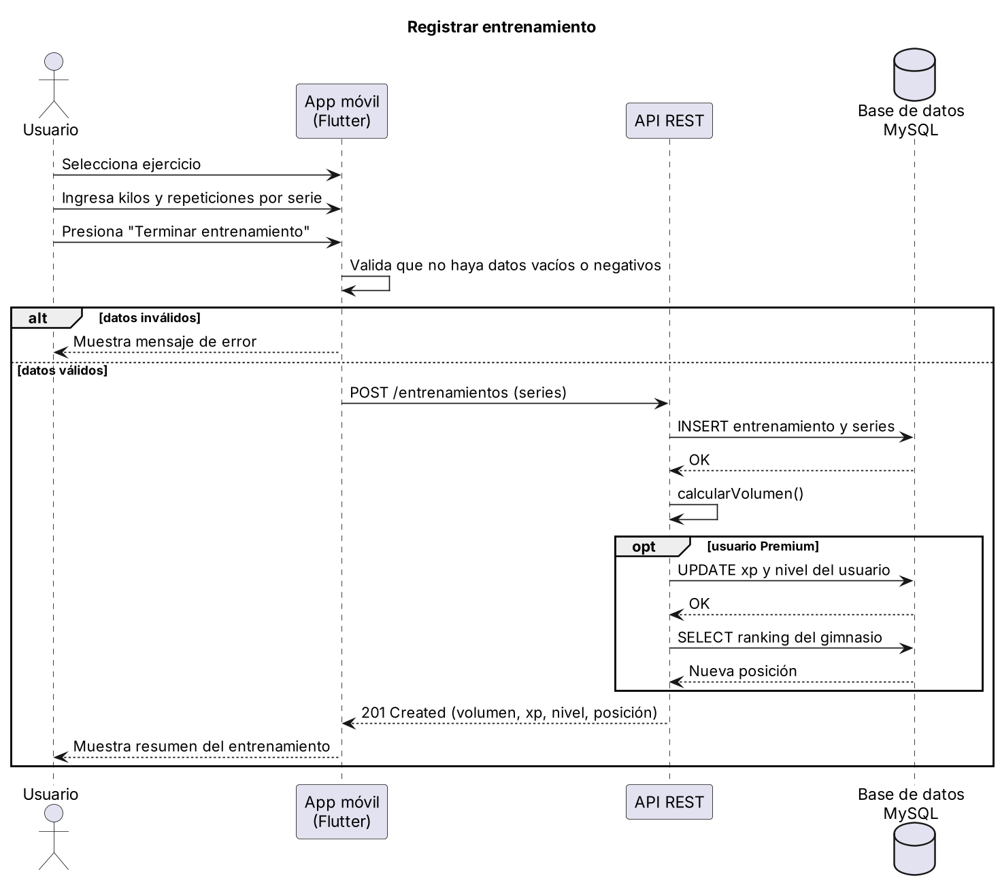 Registrar entrenamiento
Usuario
App móvil
(Flutter)
API REST
Base de datos
MySQL
Selecciona ejercicio
Ingresa kilos y repeticiones por serie
Presiona "Terminar entrenamiento"
Valida que no haya datos vacíos o negativos
alt [datos inválidos]
Muestra mensaje de error
[datos válidos]
POST /entrenamientos (series)
INSERT entrenamiento y series
OK
calcularVolumen()
opt [usuario Premium]
UPDATE xp y nivel del usuario
OK
SELECT ranking del gimnasio
Nueva posición
201 Created (volumen, xp, nivel, posición)
Muestra resumen del entrenamiento
Usuario
App móvil
(Flutter)
API REST
Base de datos
MySQL